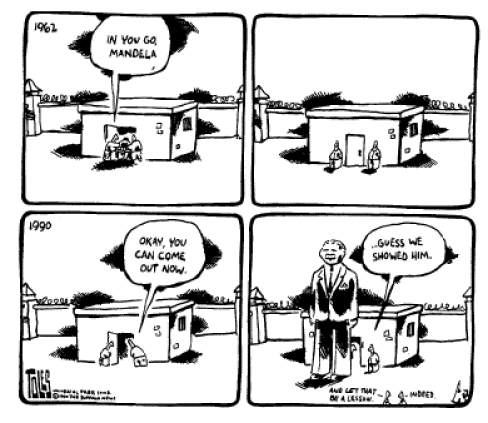 1962
IN YOU GO,
MANDELA
1990
OKAY, YOU
CAN COME
OUT NOW.
TOLES
...GUESS WE
SHOWED HIM.
AND LET THAT
BE A LESSON.
INDEED.